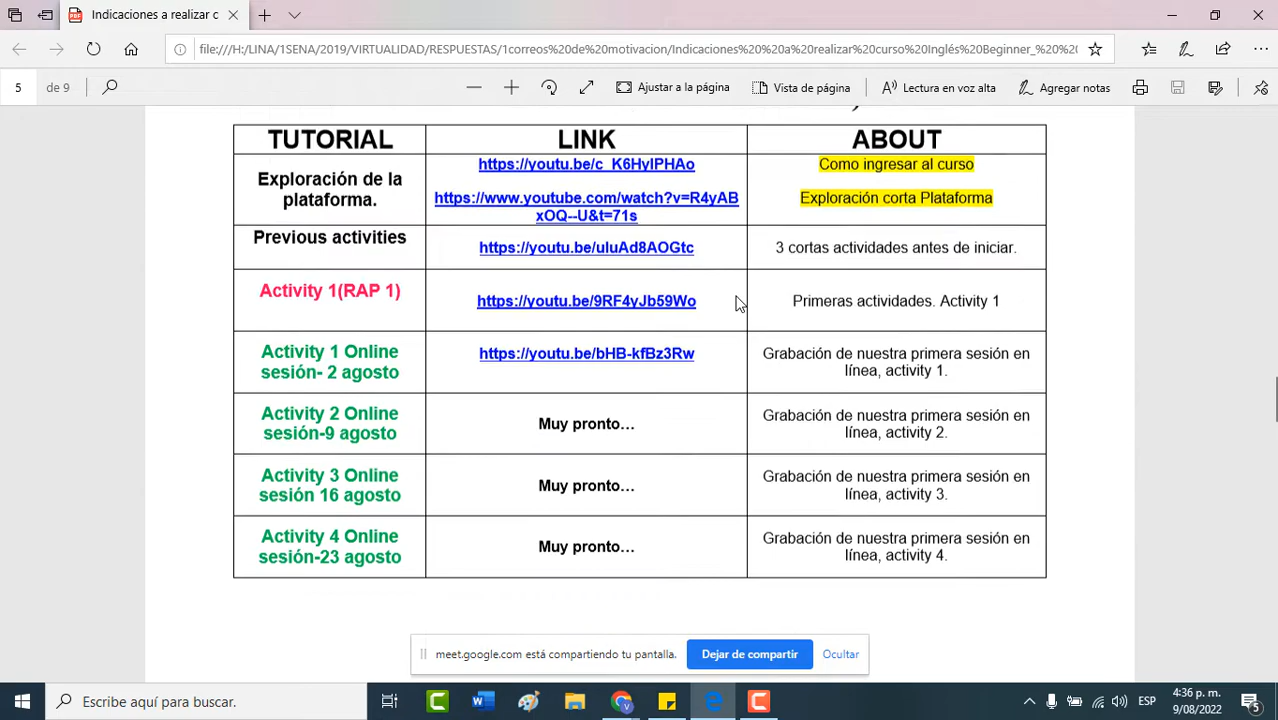 Indicaciones a realizar c
file:///H:/LINA/1SENA/2019/VIRTUALIDAD/RESPUESTAS/1correos%20de%20motivacion/Indicaciones%20%20a%20realizar%20curso%20Inglés%20Beginner_%20%20
5 de 9
Ajustar a la página
Vista de página
Lectura en voz alta
Agregar notas
TUTORIAL LINK ABOUT
Exploración de la
plataforma.
https://youtu.be/c_K6HyIPHAo
https://www.youtube.com/watch?v=R4yAB
xOQ--U&t=71s
Como ingresar al curso
Exploración corta Plataforma
Previous activities
https://youtu.be/uluAd8AOGtc
3 cortas actividades antes de iniciar.
Activity 1(RAP 1)
https://youtu.be/9RF4yJb59Wo
Primeras actividades. Activity 1
Activity 1 Online
sesión- 2 agosto
https://youtu.be/bHB-kfBz3Rw
Grabación de nuestra primera sesión en
línea, activity 1.
Activity 2 Online
sesión-9 agosto
Muy pronto…
Grabación de nuestra primera sesión en
línea, activity 2.
Activity 3 Online
sesión 16 agosto
Muy pronto…
Grabación de nuestra primera sesión en
línea, activity 3.
Activity 4 Online
sesión-23 agosto
Muy pronto…
Grabación de nuestra primera sesión en
línea, activity 4.
meet.google.com está compartiendo tu pantalla.
Dejar de compartir
Ocultar
Escribe aquí para buscar.
ESP
4:36 p. m.
9/08/2022
5